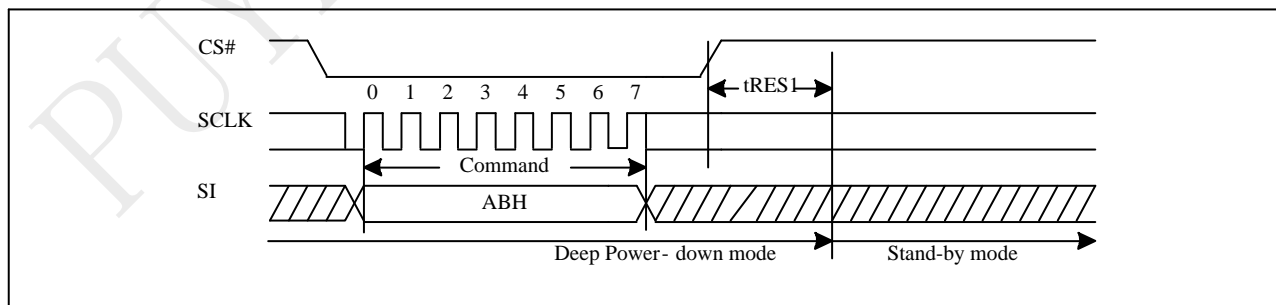 PUYA
CS#
tRES1
0 1 2 3 4 5 6 7
SCLK
Command
SI
ABH
Deep Power- down mode
Stand-by mode